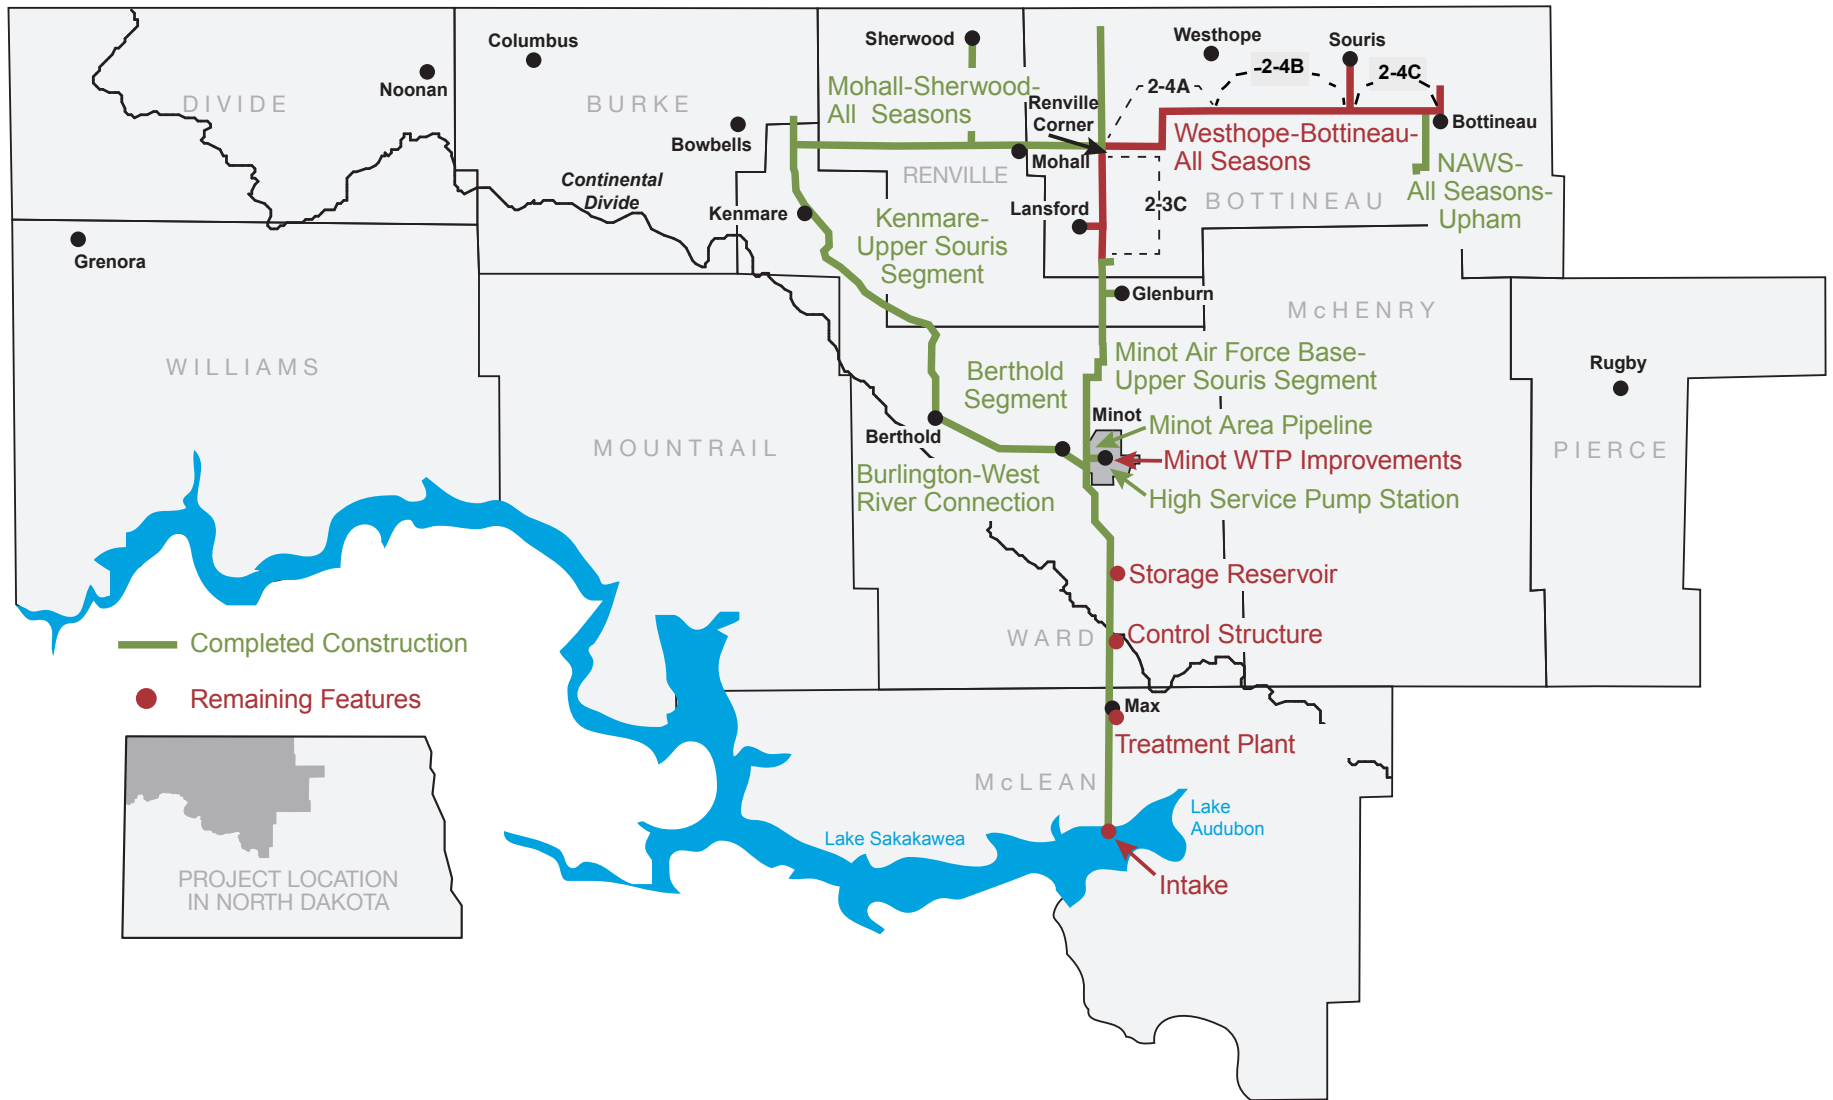 Columbus
Sherwood
Westhope
Souris
Noonan
DIVIDE
BURKE
Bowbells
Mohall-Sherwood-
All Seasons
Renville
Corner
2-4A
2-4B
2-4C
Bottineau
Westhope-Bottineau-
All Seasons
Mohall
RENVILLE
NAWS-
All Seasons-
Upham
Continental
Divide
Kenmare
Lansford
2-3C
BOTTINEAU
Kenmare-
Upper Souris
Segment
Grenora
Glenburn
McHENRY
WILLIAMS
Minot Air Force Base-
Upper Souris Segment
Berthold
Segment
Rugby
Minot
Minot Area Pipeline
Berthold
MOUNTRAIL
Minot WTP Improvements
PIERCE
Burlington-West
River Connection
High Service Pump Station
Storage Reservoir
WARD
Control Structure
Completed Construction
Remaining Features
Max
Treatment Plant
McLEAN
Lake
Audubon
Lake Sakakawea
Intake
PROJECT LOCATION
IN NORTH DAKOTA